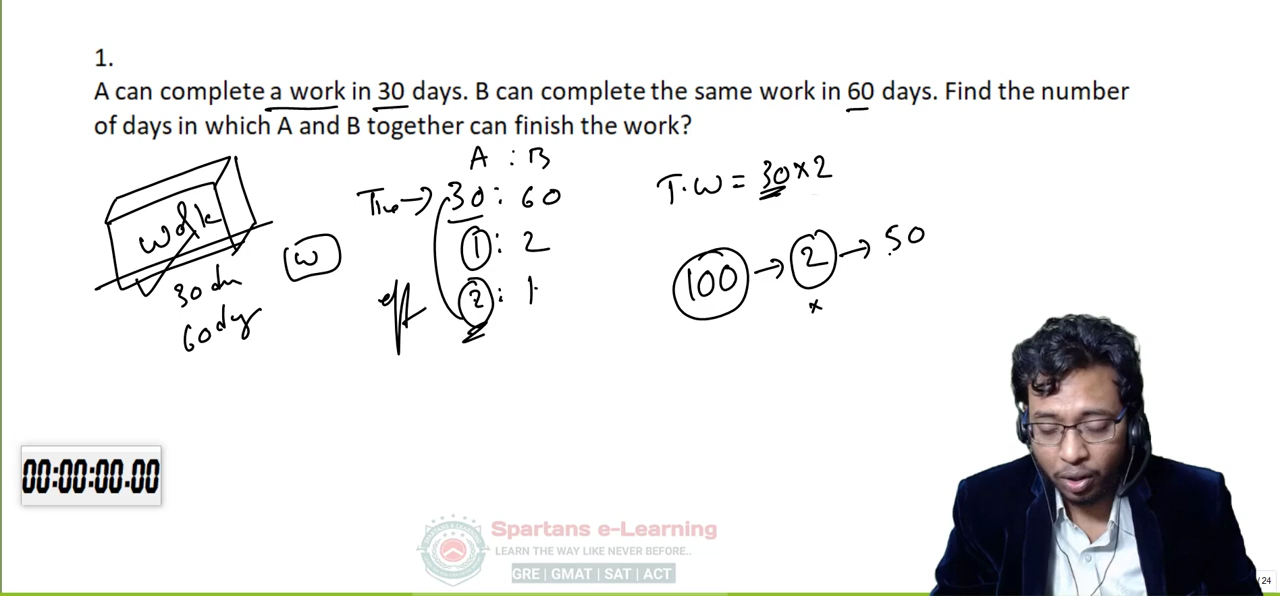 1.
A can complete a work in 30 days. B can complete the same work in 60 days. Find the number
of days in which A and B together can finish the work?
A : B
Time → 30 : 60
1 : 2
eff 2 : 1
work
30
60
W
T.W = 30 × 2
100 → 2 → 50
×
00:00:00.00
Spartans e-Learning
LEARN THE WAY LIKE NEVER BEFORE..
GRE | GMAT | SAT | ACT
/ 24